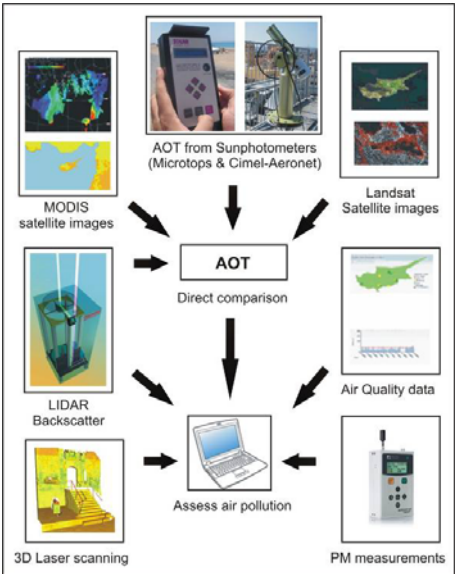 AOT from Sunphotometers
(Microtops & Cimel-Aeronet)
MODIS
satellite images
Landsat
Satellite images
AOT
Direct comparison
LIDAR
Backscatter
Air Quality data
Assess air pollution
3D Laser scanning
PM measurements